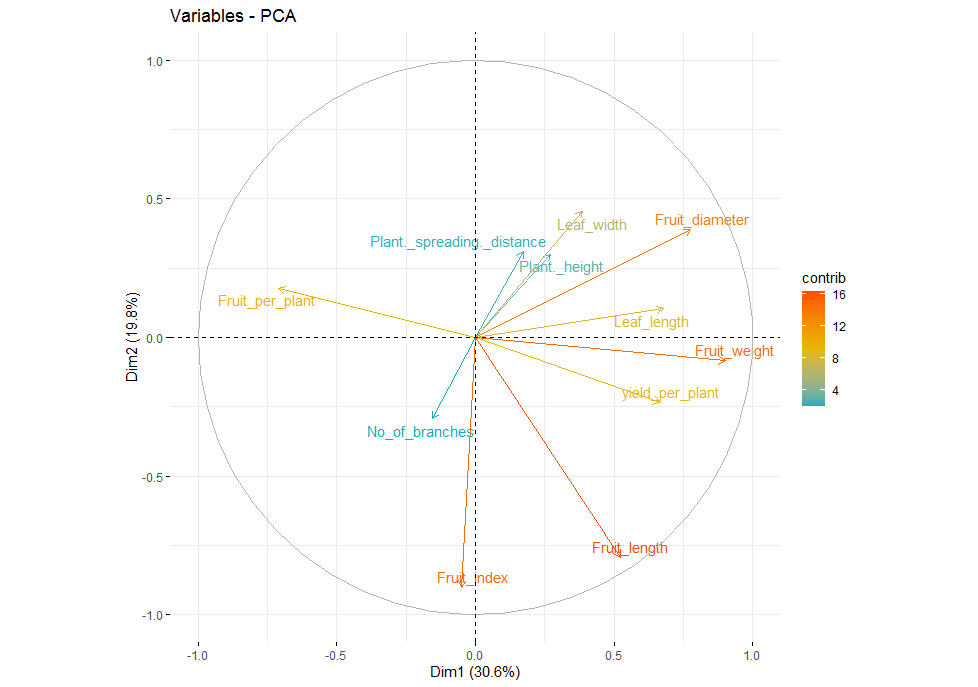 Variables - PCA
1.0
Fruit_diameter
Leaf_width
Plant._spreading._distance
0.5
Plant._height
contrib
Fruit_per_plant
16
Leaf_length
12
Dim2 (19.8%)
0.0
Fruit_weight
8
yield_per_plant
4
No_of_branches
-0.5
Fruit_length
Fruit_index
-1.0
-1.0
-0.5
0.0
0.5
1.0
Dim1 (30.6%)